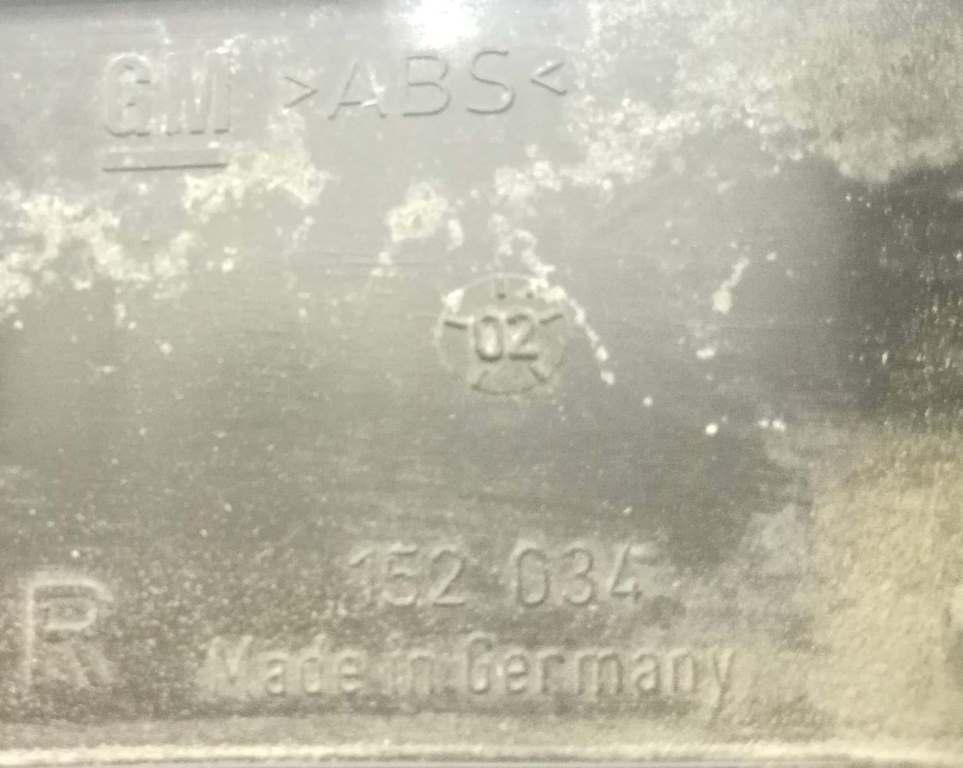 GM >ABS<
02
152 034
R
Made in Germany